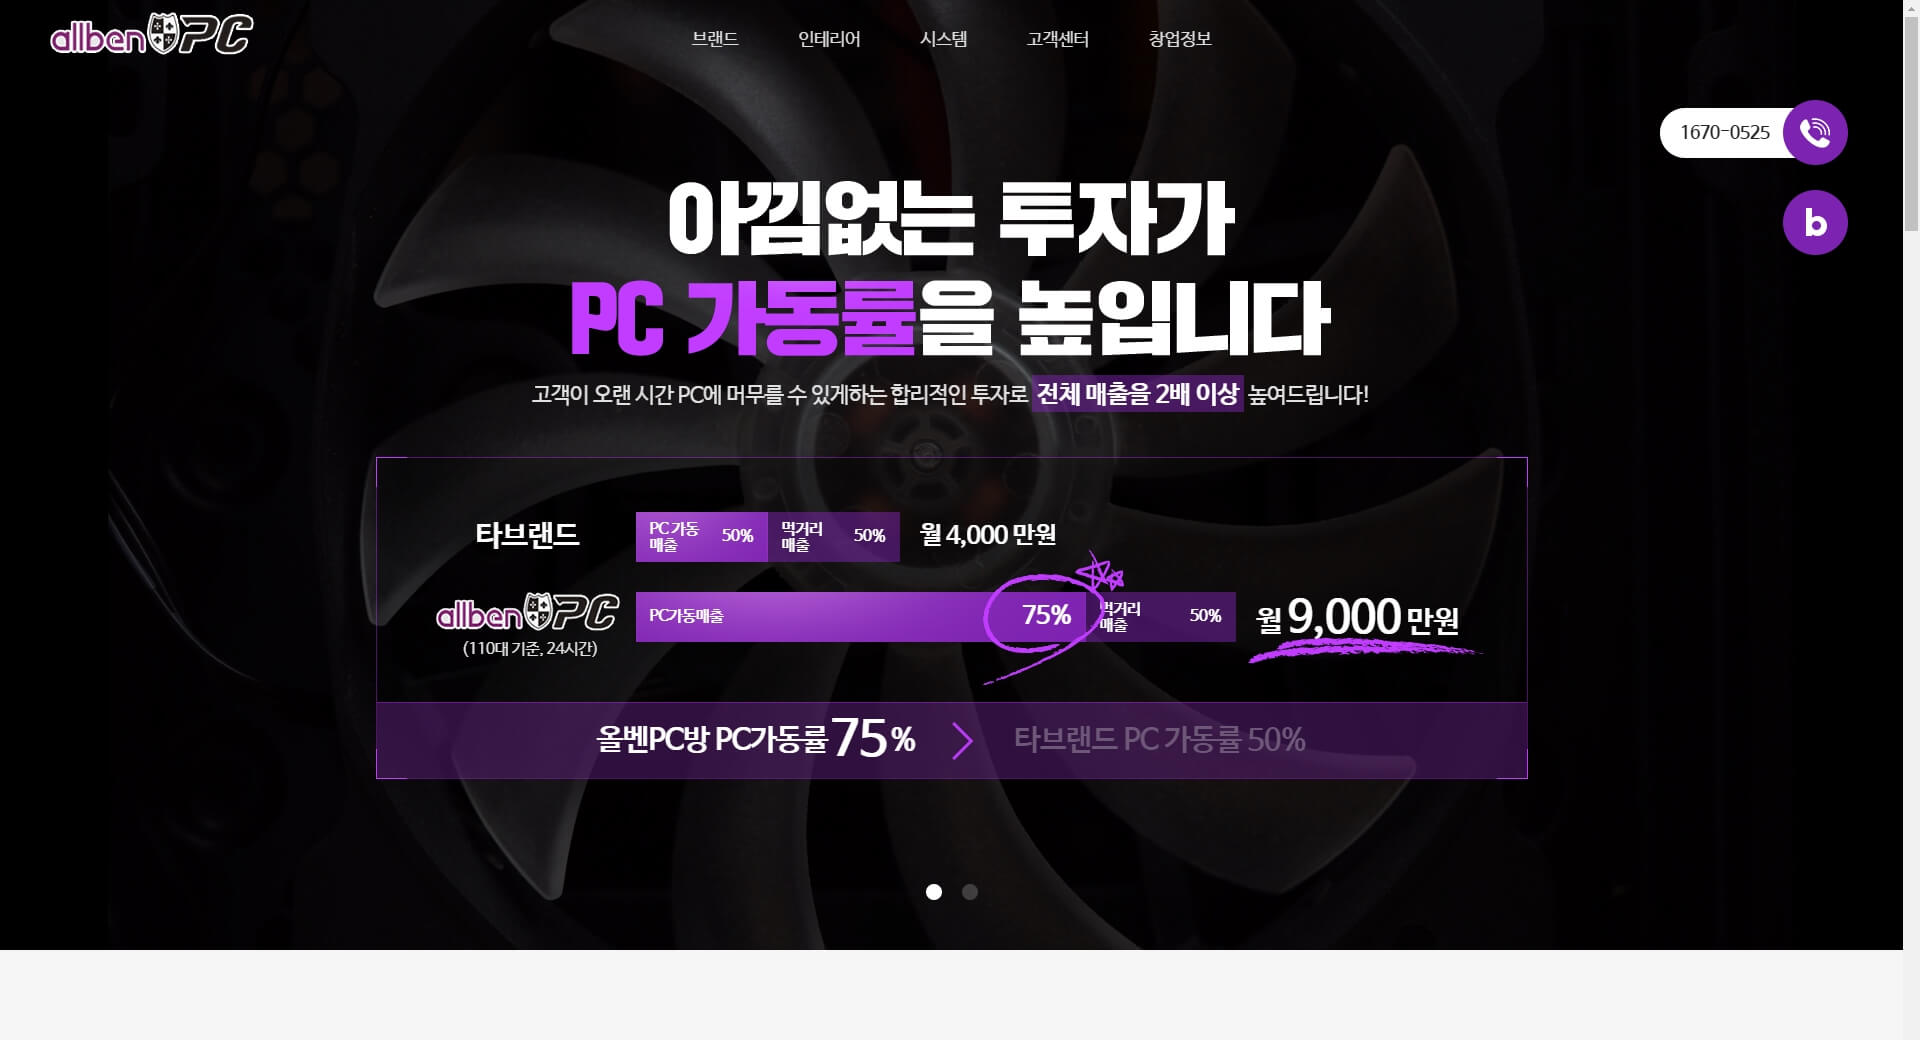 allben PC
브랜드 인테리어 시스템 고객센터 창업정보
1670-0525
b
아낌없는 투자가
PC 가동률을 높입니다
고객이 오랜 시간 PC에 머무를 수 있게하는 합리적인 투자로 전체 매출을 2배 이상 높여드립니다!
타브랜드
PC 가동
매출
50%
먹거리
매출
50%
월 4,000 만원
allben PC
(110대 기준, 24시간)
PC가동매출
75%
먹거리
매출
50%
월 9,000 만원
올벤PC방 PC가동률 75%
타브랜드 PC 가동률 50%